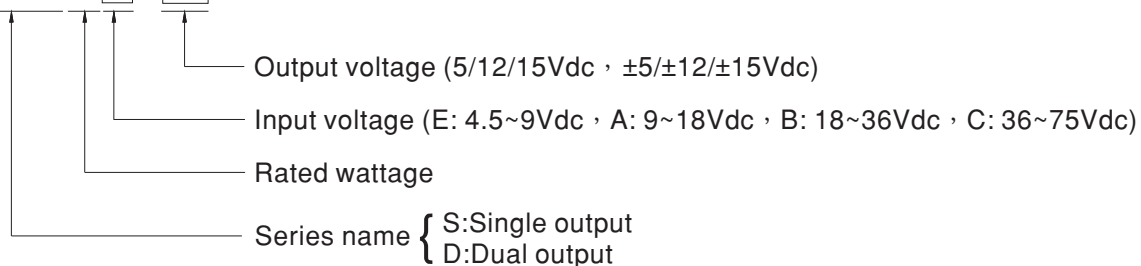 Output voltage (5/12/15Vdc，±5/±12/±15Vdc)
Input voltage (E: 4.5~9Vdc，A: 9~18Vdc，B: 18~36Vdc，C: 36~75Vdc)
Rated wattage
Series name { S:Single output
D:Dual output